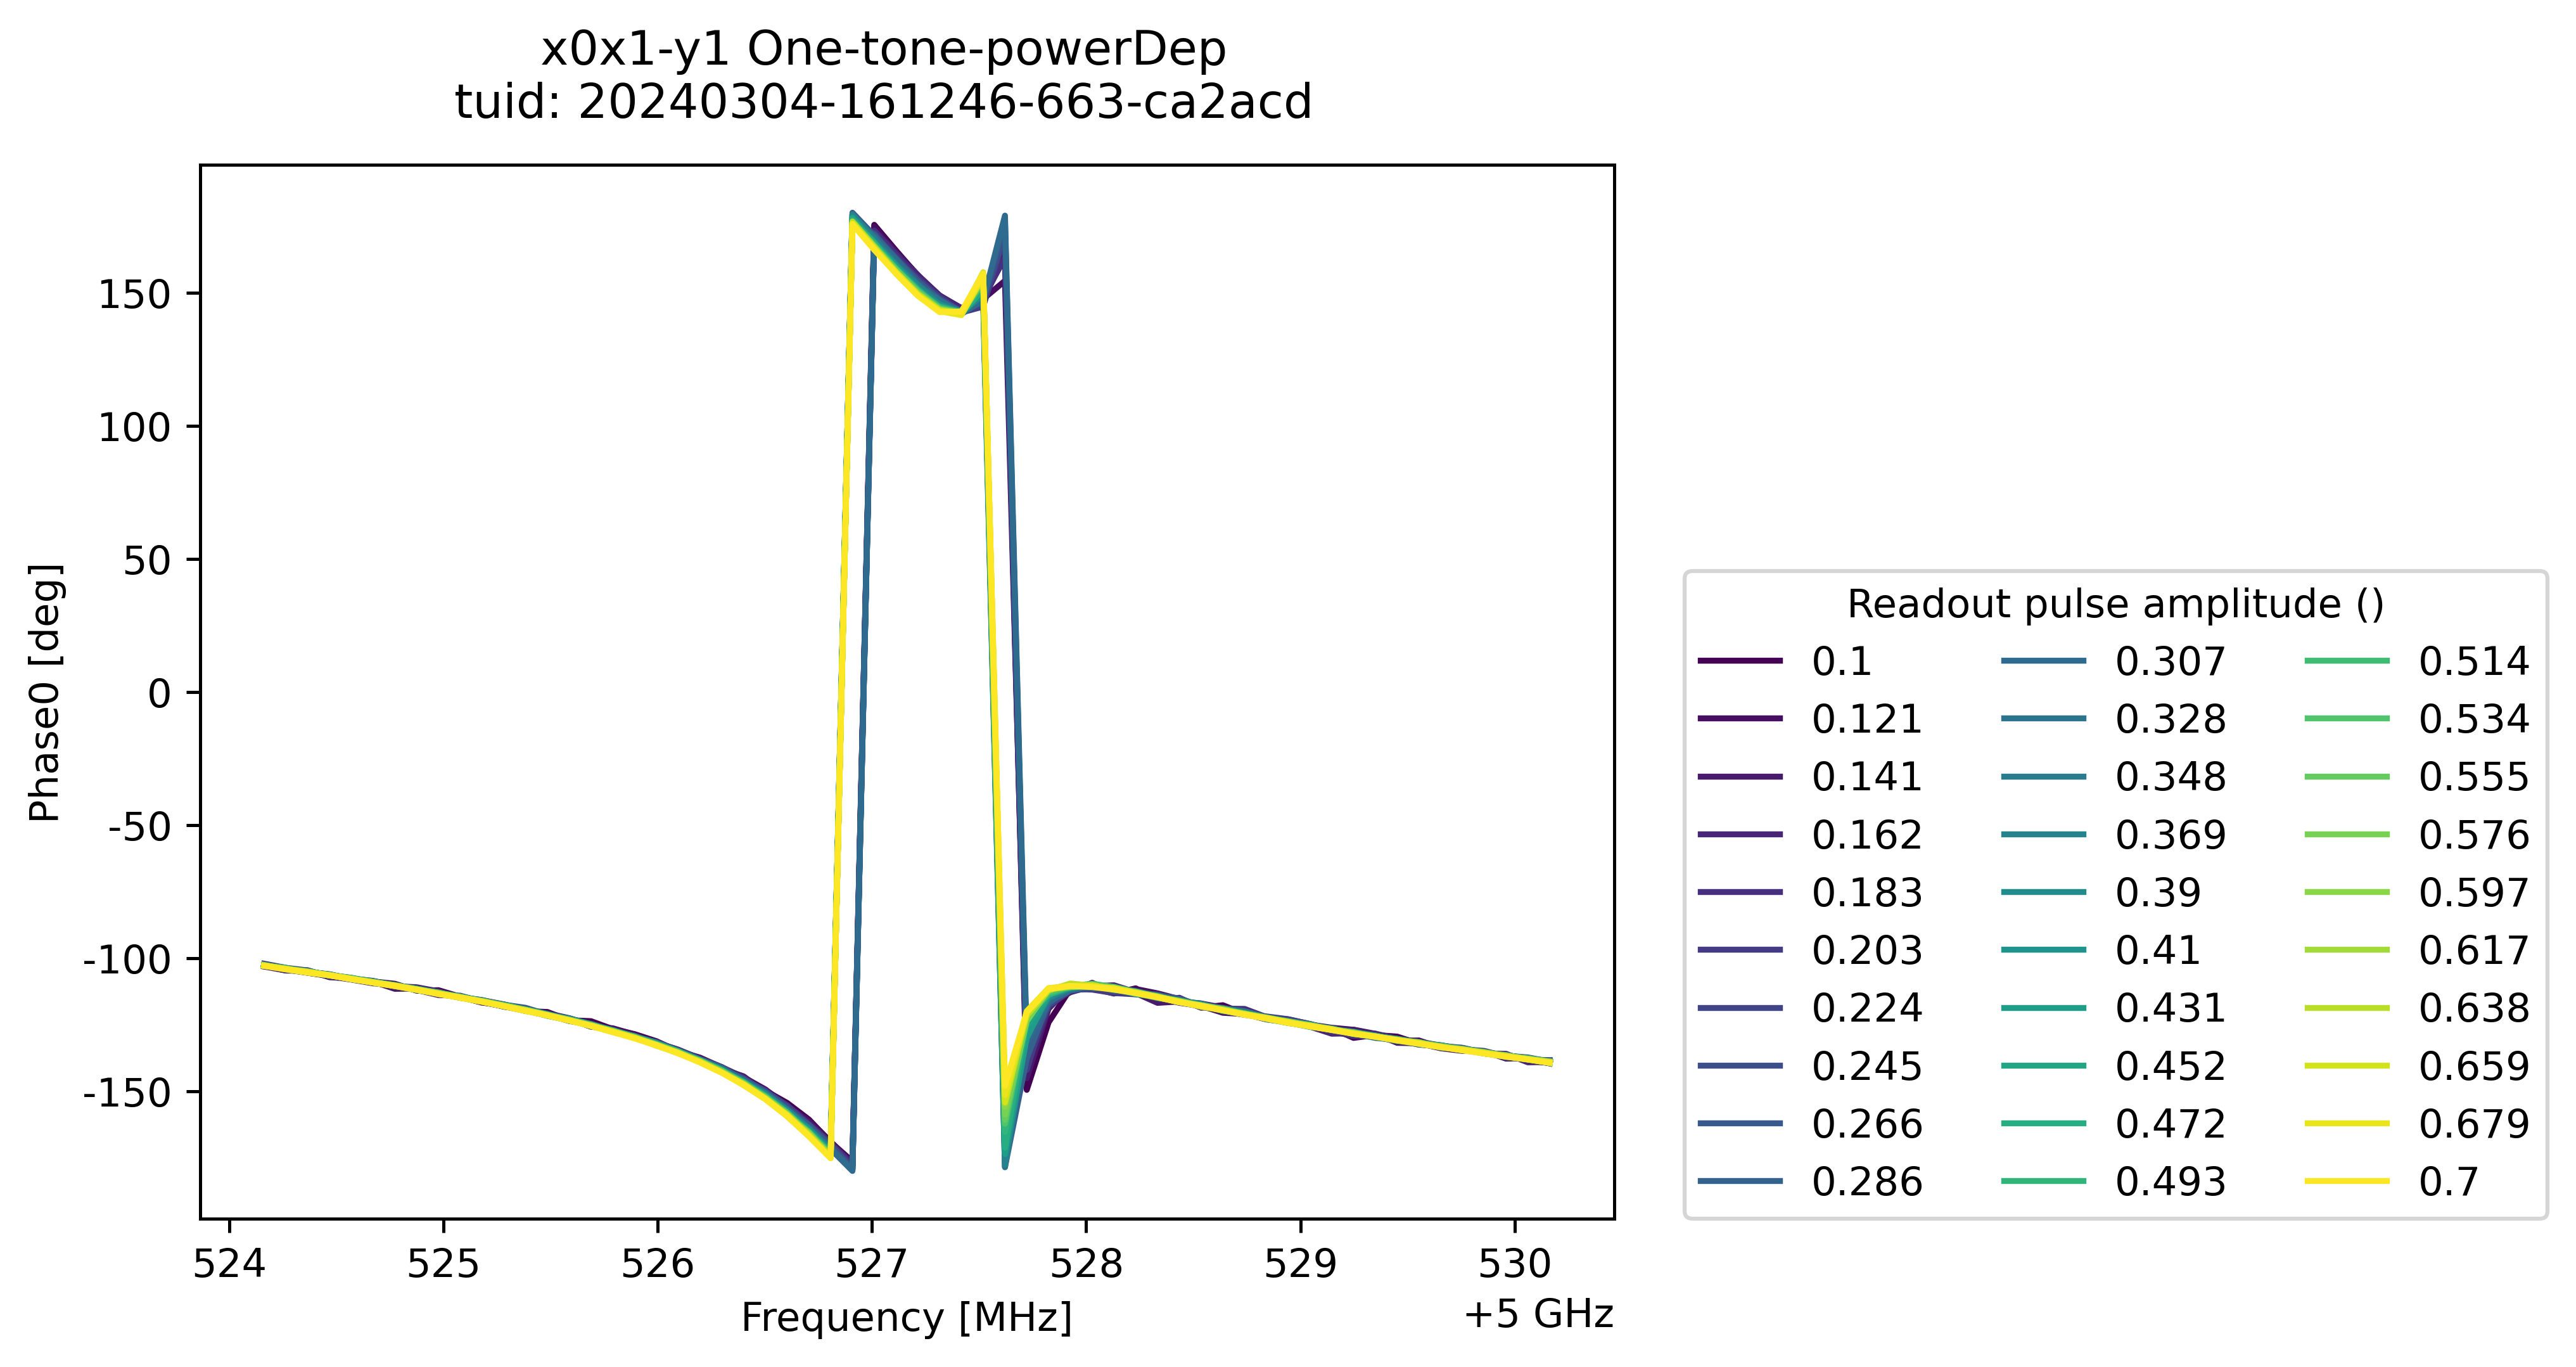 x0x1-y1 One-tone-powerDep
tuid: 20240304-161246-663-ca2acd
Phase0 [deg]
150
100
50
0
-50
-100
-150
524 525 526 527 528 529 530
Frequency [MHz]
+5 GHz
Readout pulse amplitude ()
0.1 0.307 0.514
0.121 0.328 0.534
0.141 0.348 0.555
0.162 0.369 0.576
0.183 0.39 0.597
0.203 0.41 0.617
0.224 0.431 0.638
0.245 0.452 0.659
0.266 0.472 0.679
0.286 0.493 0.7